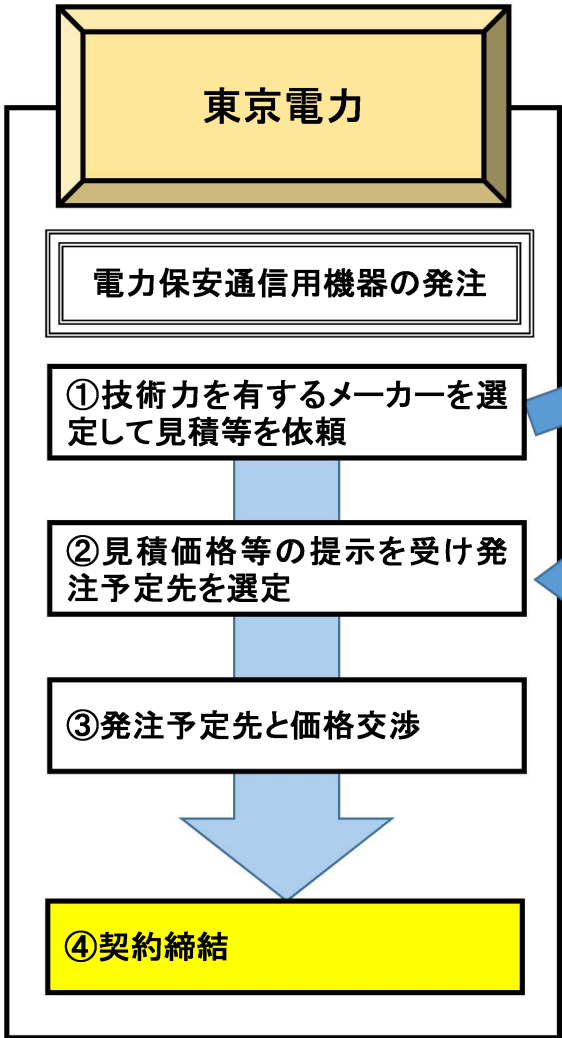 東京電力
電力保安通信用機器の発注
①技術力を有するメーカーを選
定して見積等を依頼
②見積価格等の提示を受け発
注予定先を選定
③発注予定先と価格交渉
④契約締結